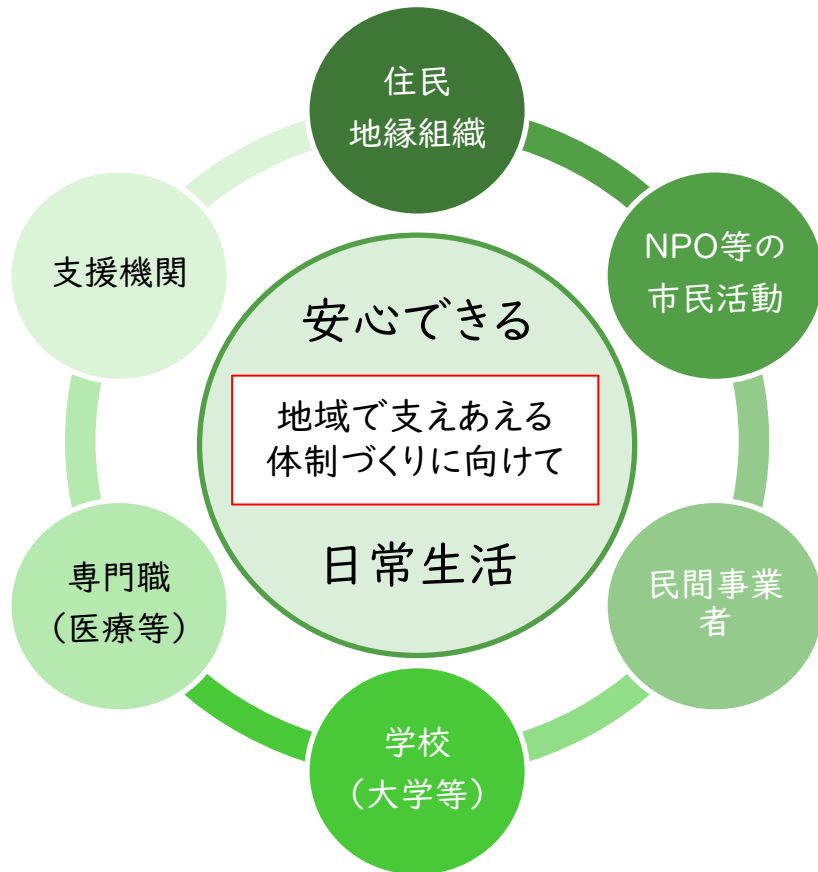 住民
地縁組織
NPO等の
市民活動
支援機関
安心できる
地域で支えあえる
体制づくりに向けて
日常生活
専門職
（医療等）
民間事業
者
学校
（大学等）